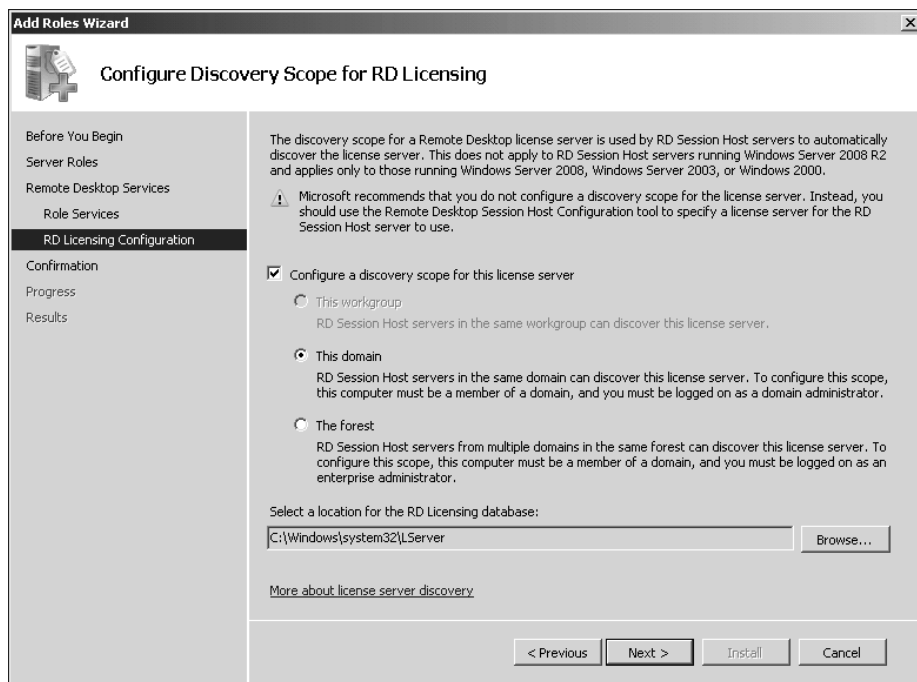 Add Roles Wizard
Configure Discovery Scope for RD Licensing
Before You Begin
Server Roles
Remote Desktop Services
Role Services
RD Licensing Configuration
Confirmation
Progress
Results
The discovery scope for a Remote Desktop license server is used by RD Session Host servers to automatically
discover the license server. This does not apply to RD Session Host servers running Windows Server 2008 R2
and applies only to those running Windows Server 2008, Windows Server 2003, or Windows 2000.
Microsoft recommends that you do not configure a discovery scope for the license server. Instead, you
should use the Remote Desktop Session Host Configuration tool to specify a license server for the RD
Session Host server to use.
Configure a discovery scope for this license server
This workgroup
RD Session Host servers in the same workgroup can discover this license server.
This domain
RD Session Host servers in the same domain can discover this license server. To configure this scope,
this computer must be a member of a domain, and you must be logged on as a domain administrator.
The forest
RD Session Host servers from multiple domains in the same forest can discover this license server. To
configure this scope, this computer must be a member of a domain, and you must be logged on as an
enterprise administrator.
Select a location for the RD Licensing database:
C:\Windows\system32\LServer
Browse...
More about license server discovery
< Previous
Next >
Install
Cancel